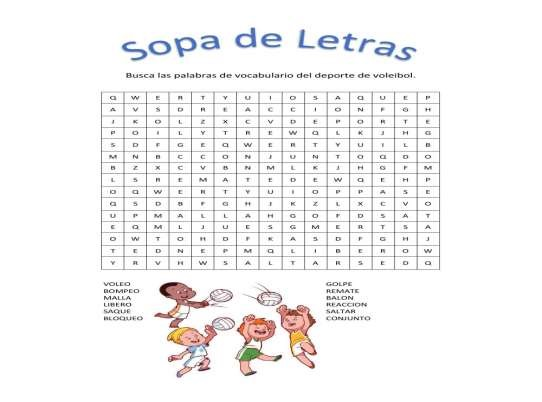 Sopa de Letras
Busca las palabras de vocabulario del deporte de voleibol.
Q W E R T Y U I O S A Q U E P
A V S D R E A C C I O N F G H
J K O L Z X C V D E P O R T E
P O I L Y T R E W Q L K J H G
S D F G E Q W E R T Y U I L B
M N B C C O N J U N T O Q D O
B Z X C V B N M L K J H G F M
L S R E M A T E D E W Q E H P
O Q W E R T Y U I O P P A S E
Q S D B F G H J K Z L X C V O
U P M A L L A H G O F D S A T
E Q M L J U E S G M E R T S A
O W T O H D F K A S D F G H J
T E D N E P M Q L I B E R O W
Y R V H W S A L T A R S E D Q
VOLEO GOLPE
BOMPEO REMATE
MALLA BALON
LIBERO REACCION
SAQUE SALTAR
BLOQUEO CONJUNTO